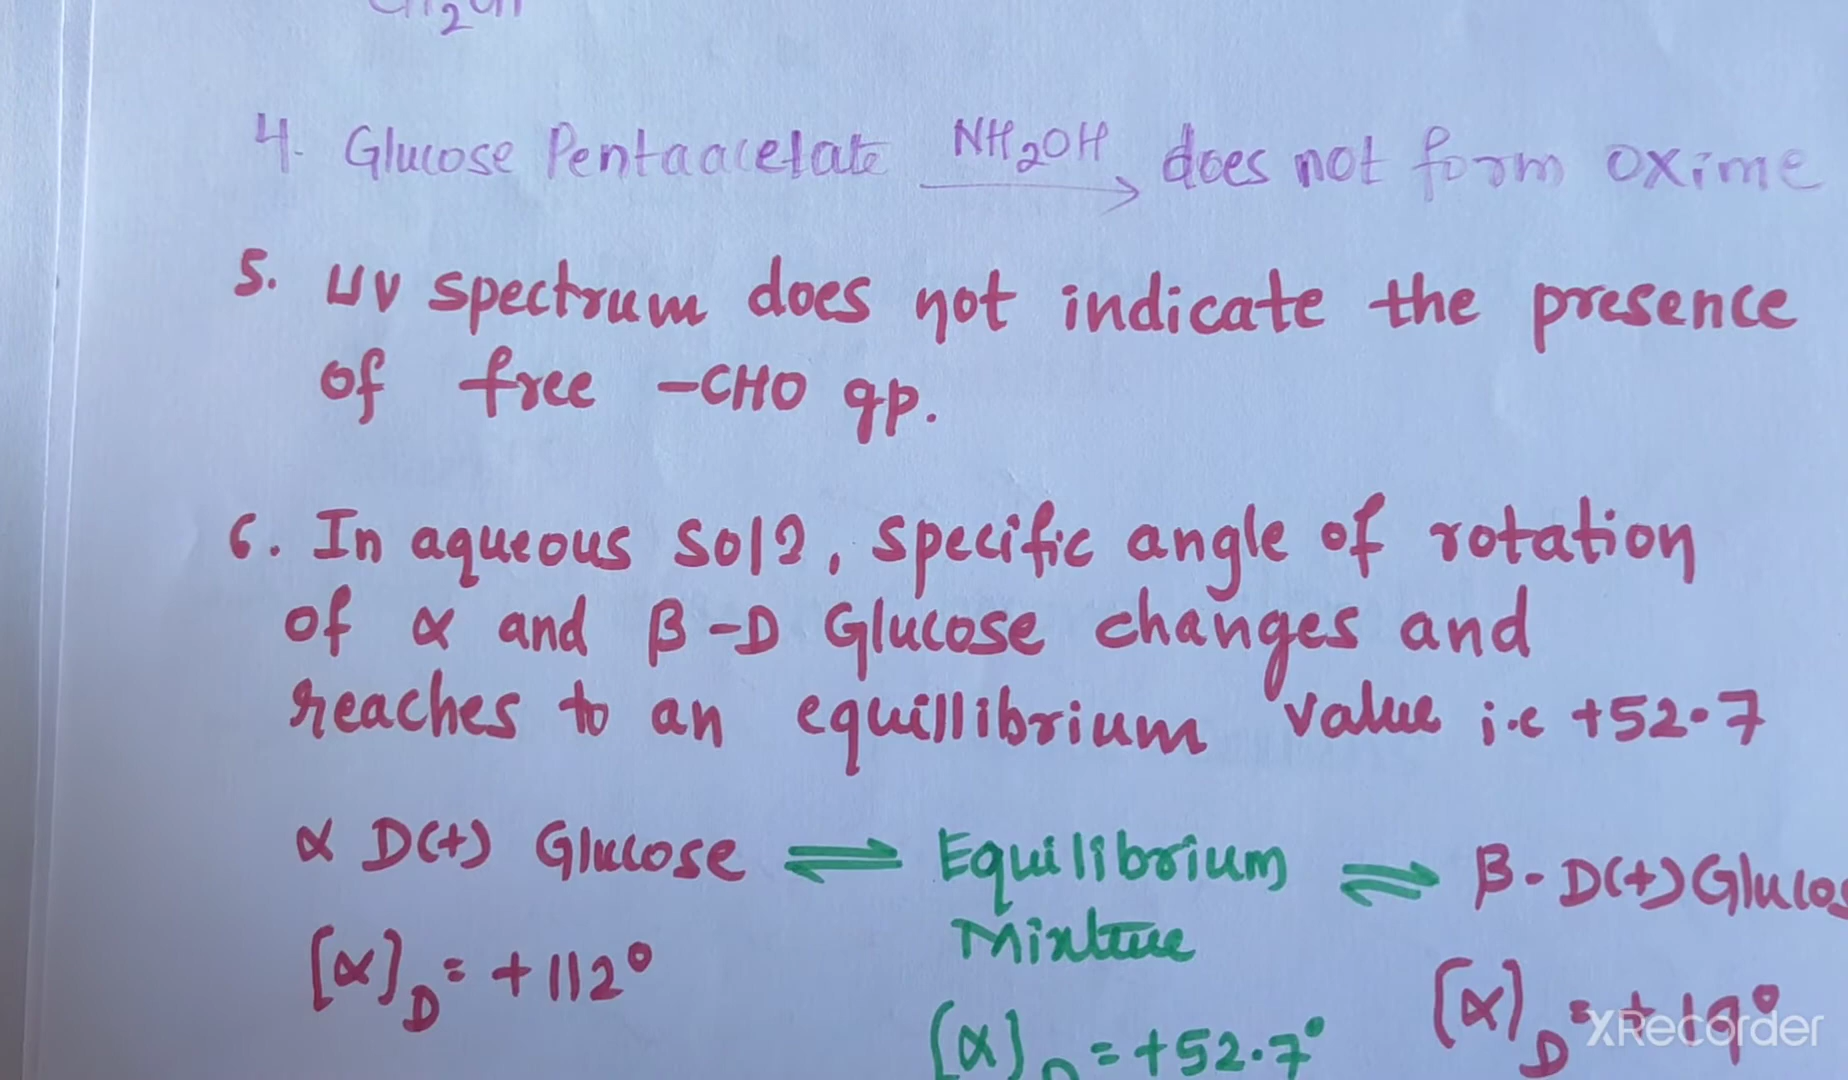 CH₂OH
4. Glucose Pentaacetate NH₂OH does not form oxime
5. UV spectrum does not indicate the presence
of free -CHO gp.
6. In aqueous Solⁿ, specific angle of rotation
of α and β-D Glucose changes and
reaches to an equillibrium value i.e +52.7
α D(+) Glucose ⇌ Equilibrium ⇌ β-D(+) Glucos
Mixture
[α]D = +112°
[α]D = +19°
[α]D = +52.7°
XRecorder